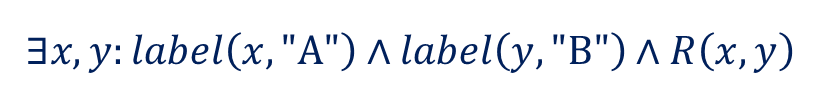 ∃x, y: label(x, "A") ∧ label(y, "B") ∧ R(x, y)